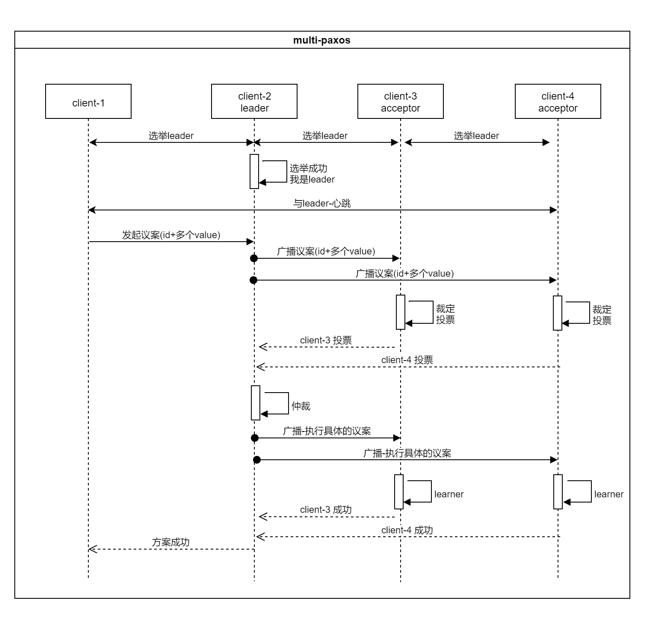 multi-paxos
client-1
client-2
leader
client-3
acceptor
client-4
acceptor
选举leader
选举leader
选举leader
选举成功
我是leader
与leader-心跳
发起议案(id+多个value)
广播议案(id+多个value)
广播议案(id+多个value)
裁定
投票
裁定
投票
client-3 投票
client-4 投票
仲裁
广播-执行具体的议案
广播-执行具体的议案
learner
learner
client-3 成功
client-4 成功
方案成功